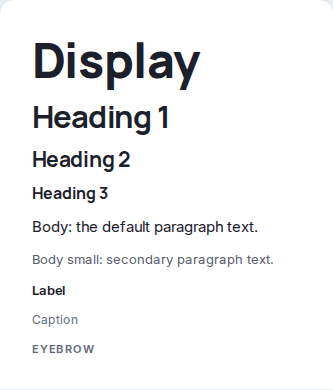 Display
Heading 1
Heading 2
Heading 3
Body: the default paragraph text.
Body small: secondary paragraph text.
Label
Caption
EYEBROW